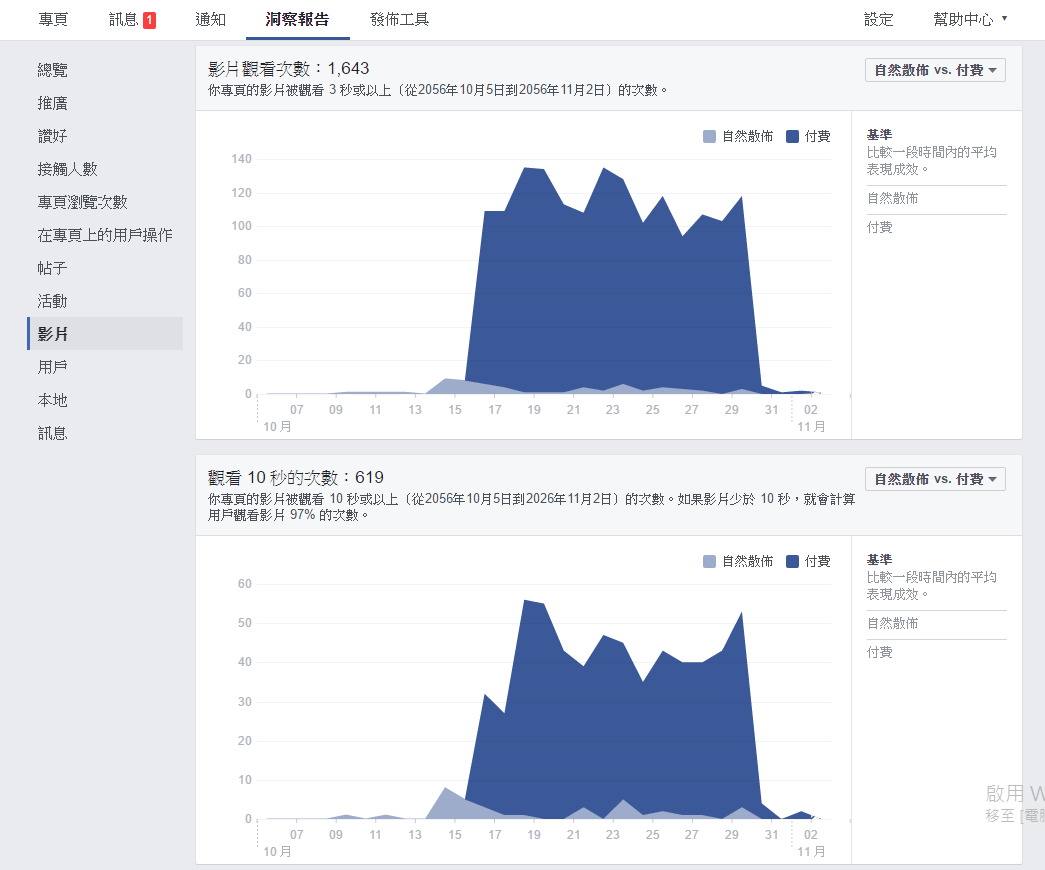 專頁 訊息 1 通知 洞察報告 發佈工具 設定 幫助中心
總覽
推廣
讚好
接觸人數
專頁瀏覽次數
在專頁上的用戶操作
帖子
活動
影片
用戶
本地
訊息
影片觀看次數：1,643
你專頁的影片被觀看 3 秒或以上〔從2056年10月5日到2056年11月2日〕的次數。
自然散佈 vs. 付費
自然散佈 付費
140
120
100
80
60
40
20
0
07 09 11 13 15 17 19 21 23 25 27 29 31 02
10 月 11 月
基準
比較一段時間內的平均
表現成效。
自然散佈
付費
觀看 10 秒的次數：619
你專頁的影片被觀看 10 秒或以上〔從2056年10月5日到2026年11月2日〕的次數。如果影片少於 10 秒，就會計算
用戶觀看影片 97% 的次數。
自然散佈 vs. 付費
自然散佈 付費
60
50
40
30
20
10
0
07 09 11 13 15 17 19 21 23 25 27 29 31 02
10 月 11 月
基準
比較一段時間內的平均
表現成效。
自然散佈
付費
啟用 W
移至 [電腦